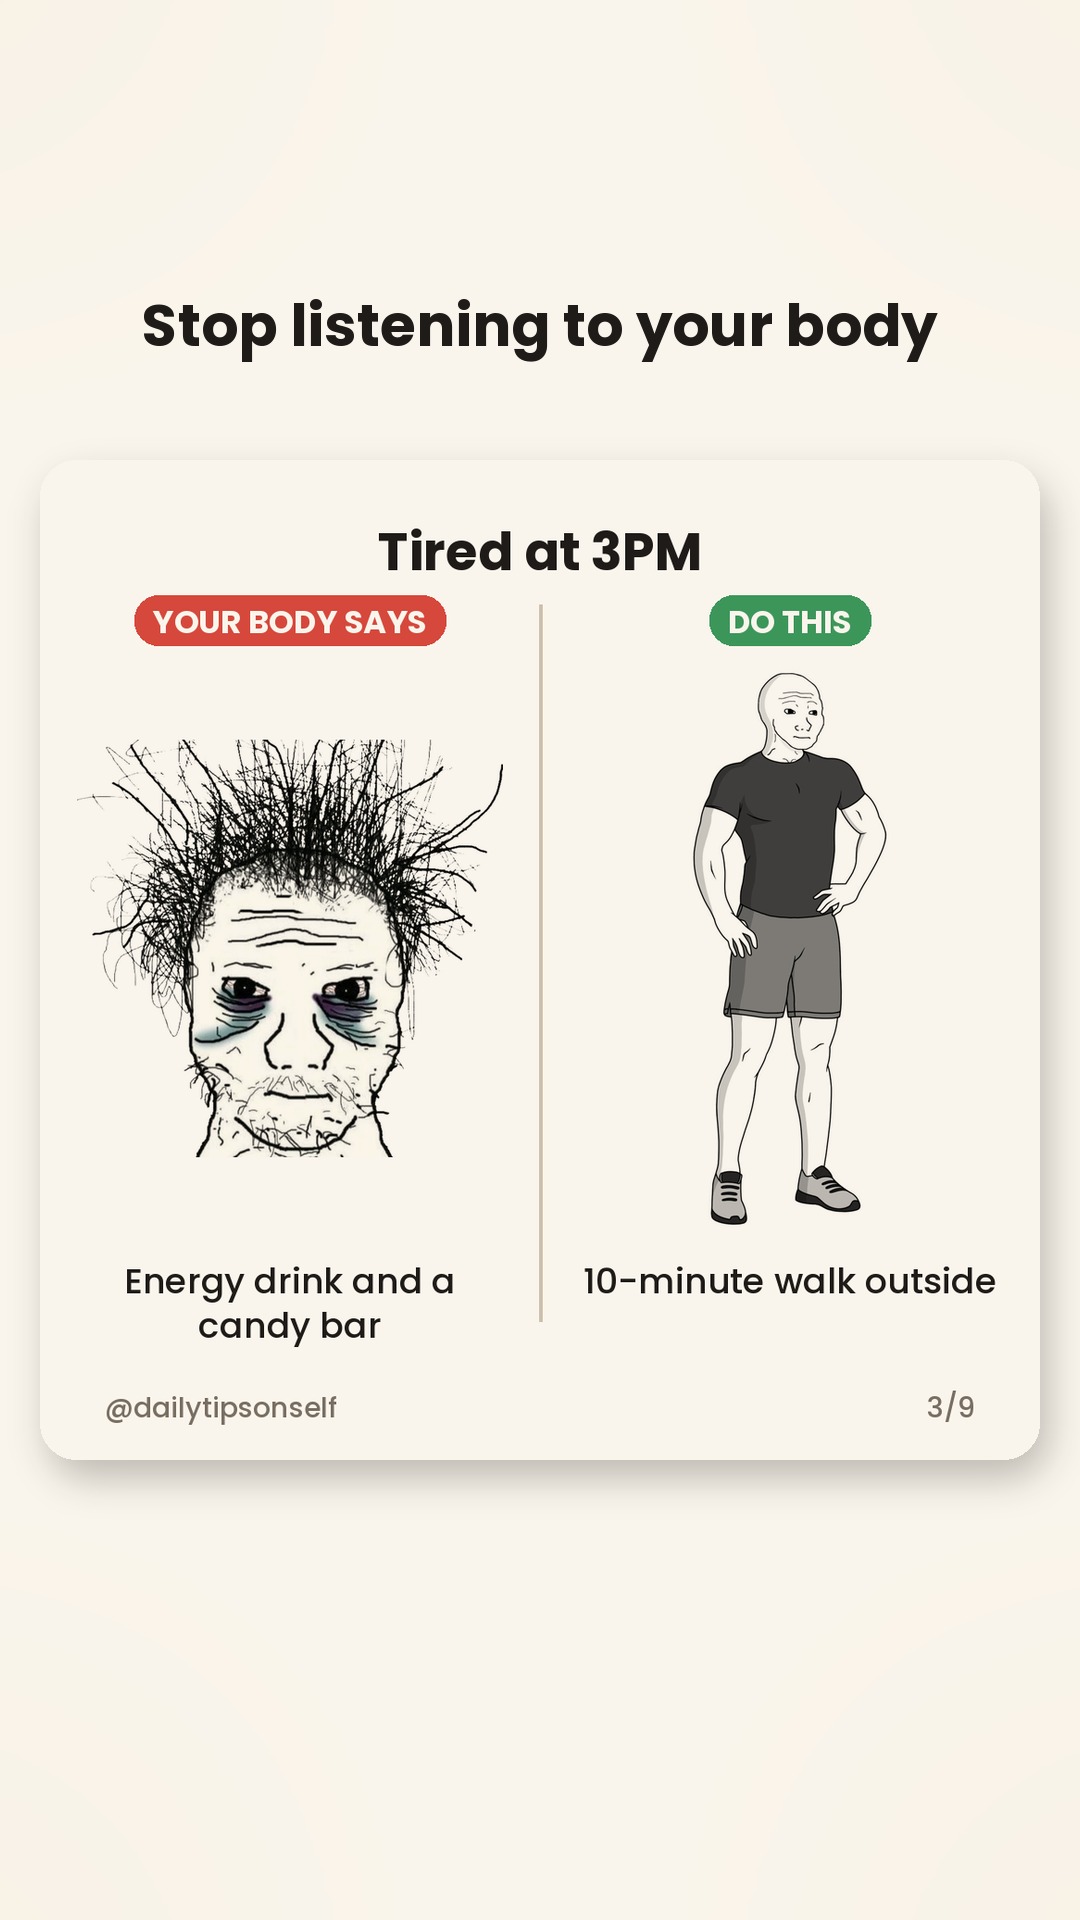 Stop listening to your body
Tired at 3PM
YOUR BODY SAYS
DO THIS
Energy drink and a
candy bar
10-minute walk outside
@dailytipsonself
3/9